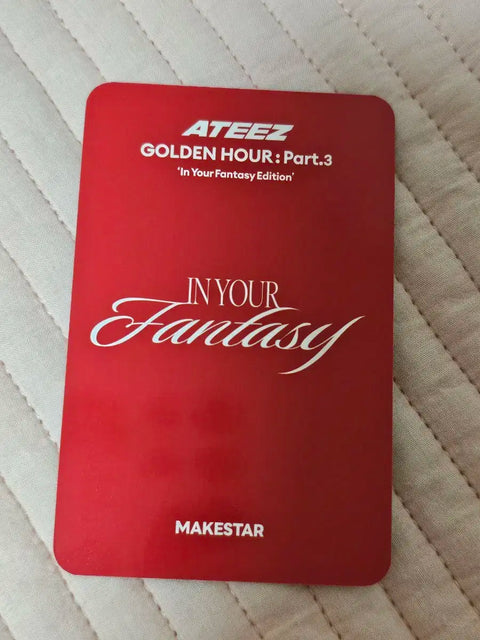 ATEEZ
GOLDEN HOUR : Part.3
'In Your Fantasy Edition'
IN YOUR
Fantasy
MAKESTAR